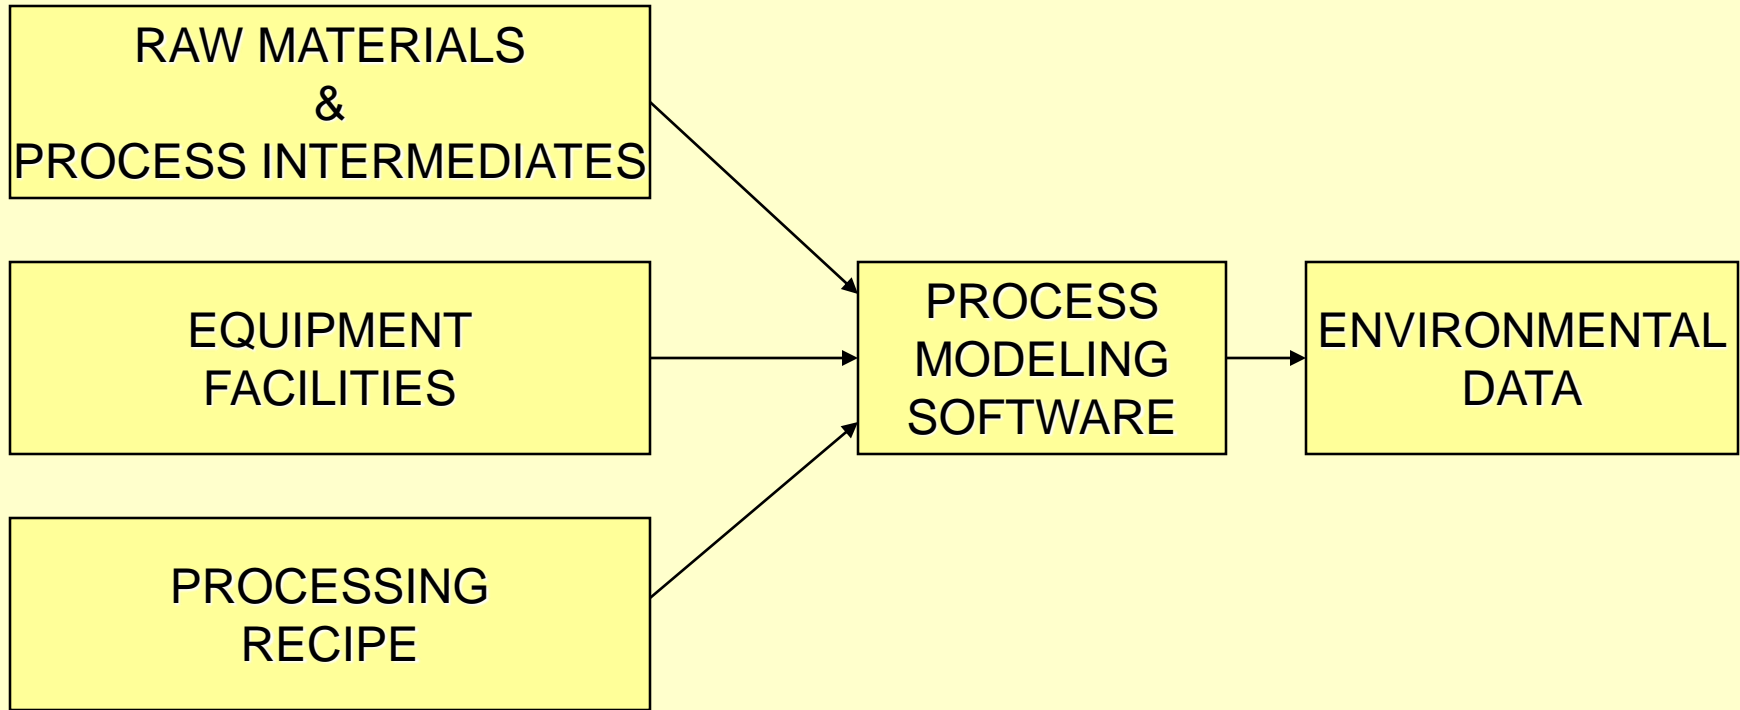 RAW MATERIALS
&
PROCESS INTERMEDIATES
EQUIPMENT
FACILITIES
PROCESSING
RECIPE
PROCESS
MODELING
SOFTWARE
ENVIRONMENTAL
DATA